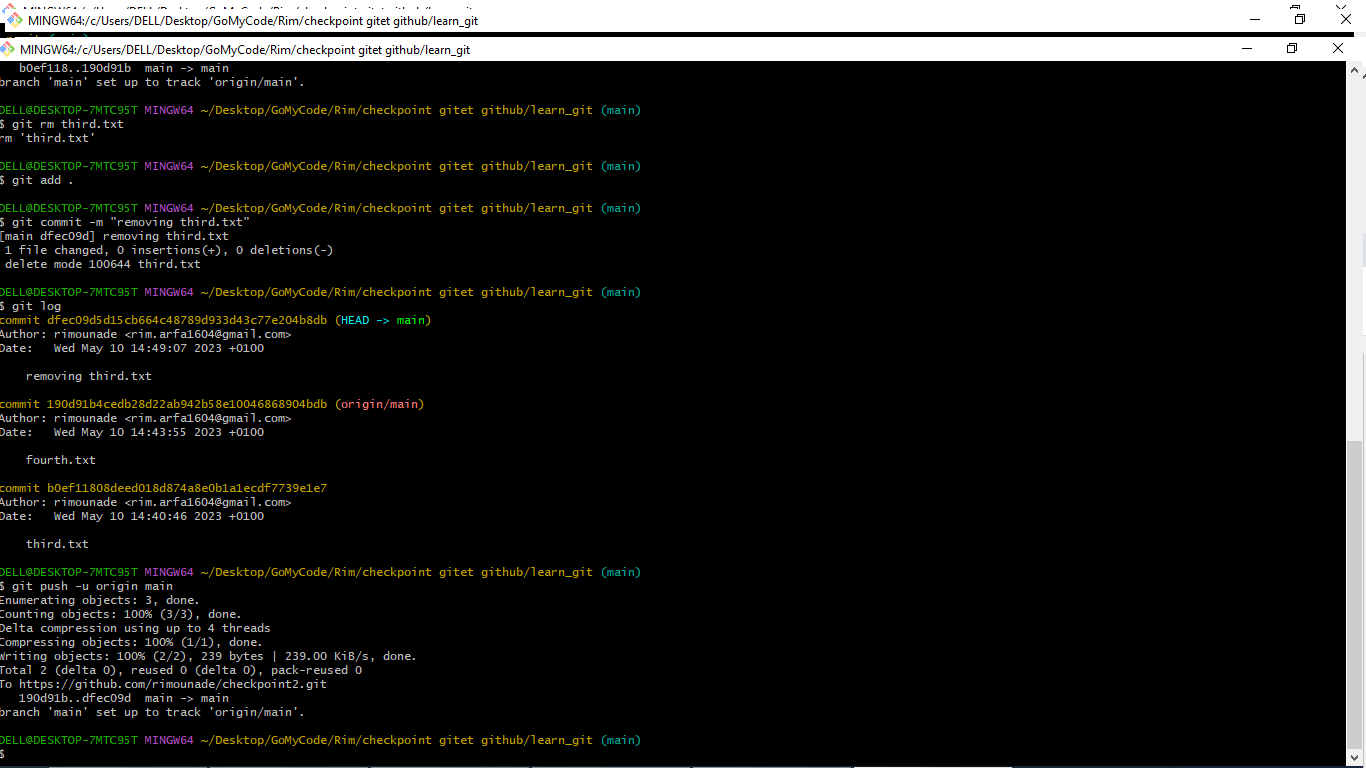 MINGW64:/c/Users/DELL/Desktop/GoMyCode/Rim/checkpoint gitet github/learn_git
MINGW64:/c/Users/DELL/Desktop/GoMyCode/Rim/checkpoint gitet github/learn_git
   b0ef118..190d91b  main -> main
branch 'main' set up to track 'origin/main'.
DELL@DESKTOP-7MTC95T MINGW64 ~/Desktop/GoMyCode/Rim/checkpoint gitet github/learn_git (main)
$ git rm third.txt
rm 'third.txt'
DELL@DESKTOP-7MTC95T MINGW64 ~/Desktop/GoMyCode/Rim/checkpoint gitet github/learn_git (main)
$ git add .
DELL@DESKTOP-7MTC95T MINGW64 ~/Desktop/GoMyCode/Rim/checkpoint gitet github/learn_git (main)
$ git commit -m "removing third.txt"
[main dfec09d] removing third.txt
 1 file changed, 0 insertions(+), 0 deletions(-)
 delete mode 100644 third.txt
DELL@DESKTOP-7MTC95T MINGW64 ~/Desktop/GoMyCode/Rim/checkpoint gitet github/learn_git (main)
$ git log
commit dfec09d5d15cb664c48789d933d43c77e204b8db (HEAD -> main)
Author: rimounade <rim.arfa1604@gmail.com>
Date:   Wed May 10 14:49:07 2023 +0100
    removing third.txt
commit 190d91b4cedb28d22ab942b58e10046868904bdb (origin/main)
Author: rimounade <rim.arfa1604@gmail.com>
Date:   Wed May 10 14:43:55 2023 +0100
    fourth.txt
commit b0ef11808deed018d874a8e0b1a1ecdf7739e1e7
Author: rimounade <rim.arfa1604@gmail.com>
Date:   Wed May 10 14:40:46 2023 +0100
    third.txt
DELL@DESKTOP-7MTC95T MINGW64 ~/Desktop/GoMyCode/Rim/checkpoint gitet github/learn_git (main)
$ git push -u origin main
Enumerating objects: 3, done.
Counting objects: 100% (3/3), done.
Delta compression using up to 4 threads
Compressing objects: 100% (1/1), done.
Writing objects: 100% (2/2), 239 bytes | 239.00 KiB/s, done.
Total 2 (delta 0), reused 0 (delta 0), pack-reused 0
To https://github.com/rimounade/checkpoint2.git
   190d91b..dfec09d  main -> main
branch 'main' set up to track 'origin/main'.
DELL@DESKTOP-7MTC95T MINGW64 ~/Desktop/GoMyCode/Rim/checkpoint gitet github/learn_git (main)
$